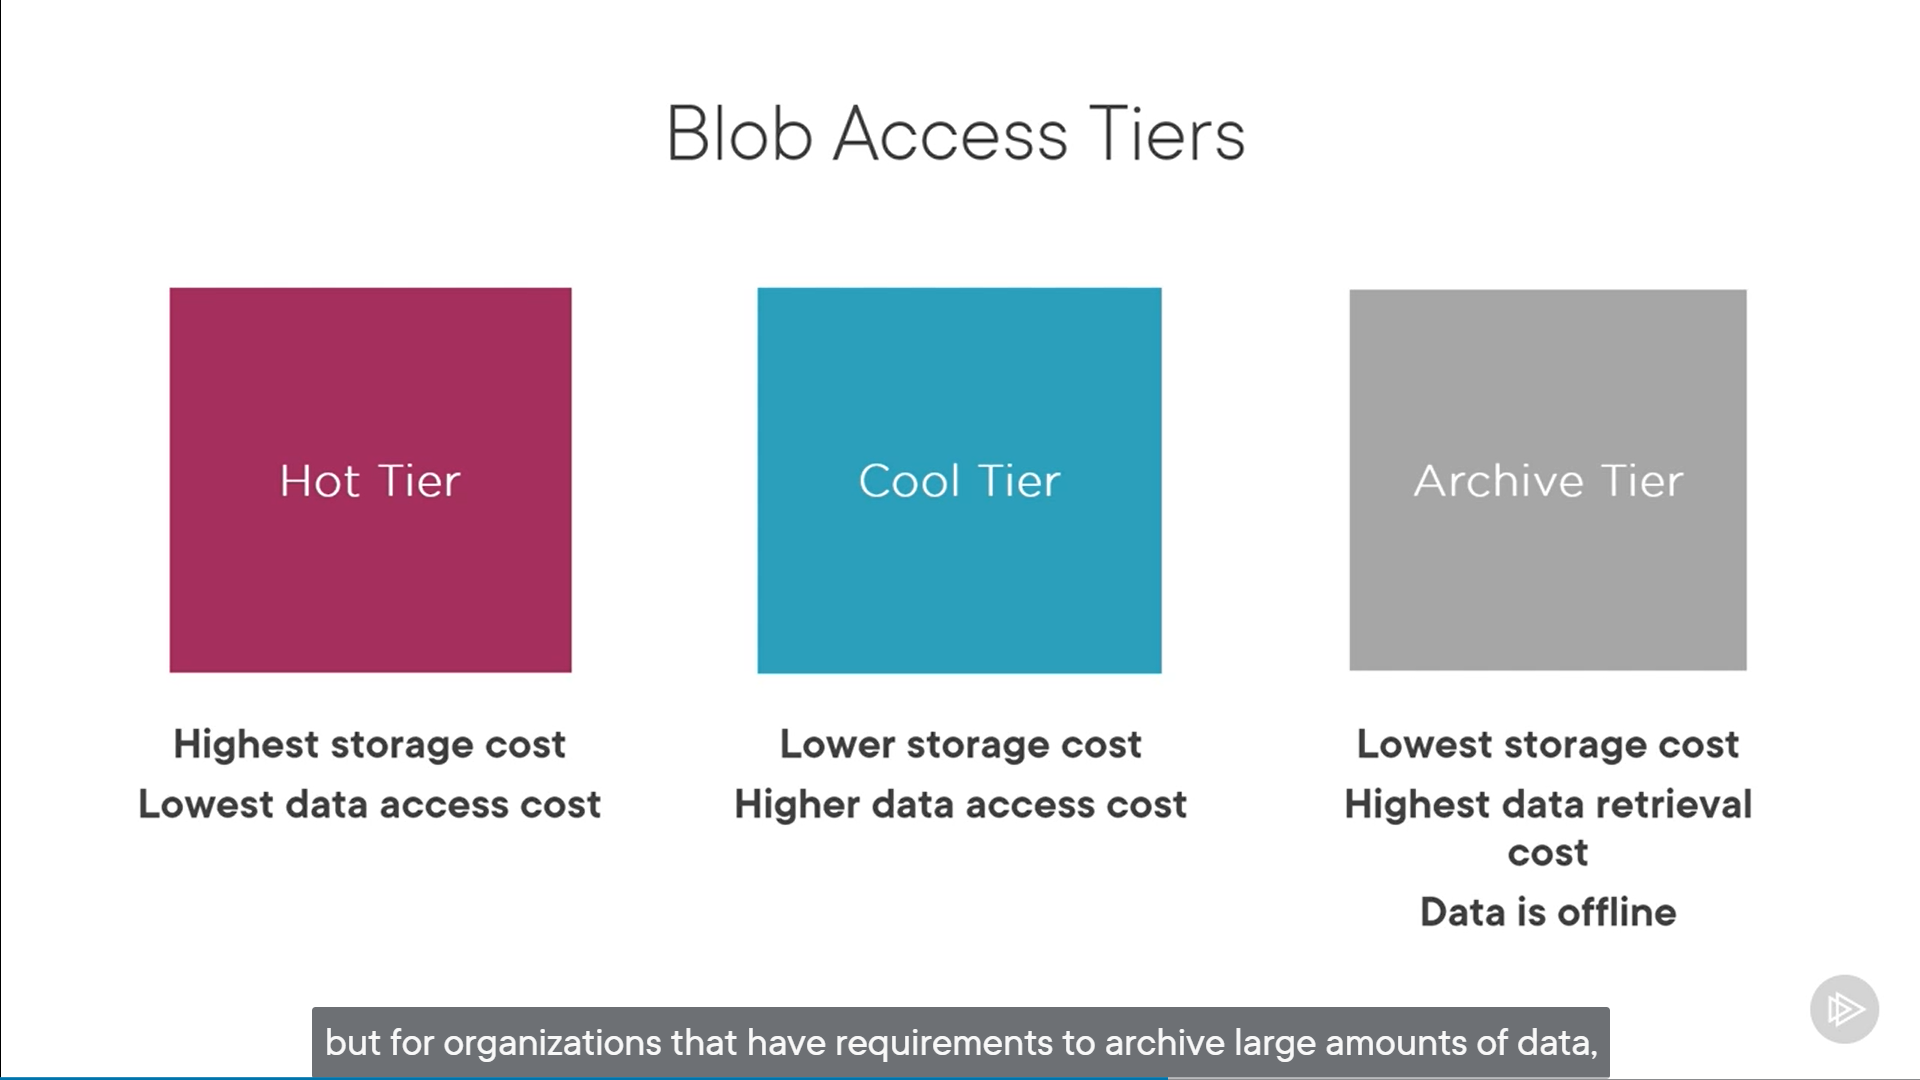 Blob Access Tiers
Hot Tier
Cool Tier
Archive Tier
Highest storage cost
Lowest data access cost
Lower storage cost
Higher data access cost
Lowest storage cost
Highest data retrieval
cost
Data is offline
but for organizations that have requirements to archive large amounts of data,